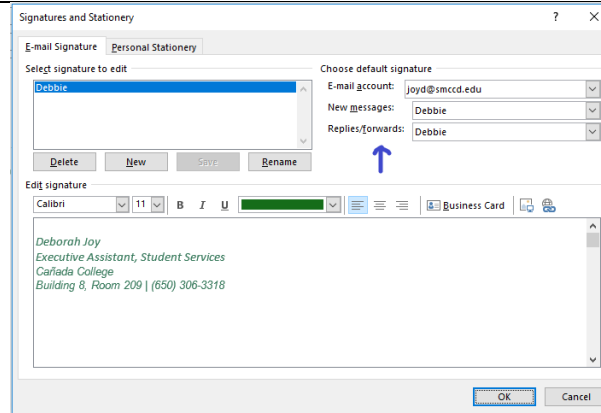 Signatures and Stationery ? X
E-mail Signature Personal Stationery
Select signature to edit Choose default signature
Debbie E-mail account: joyd@smccd.edu
New messages: Debbie
Replies/forwards: Debbie
Delete New Save Rename
Edit signature
Calibri 11 B I U Business Card
Deborah Joy
Executive Assistant, Student Services
Cañada College
Building 8, Room 209 | (650) 306-3318
OK Cancel